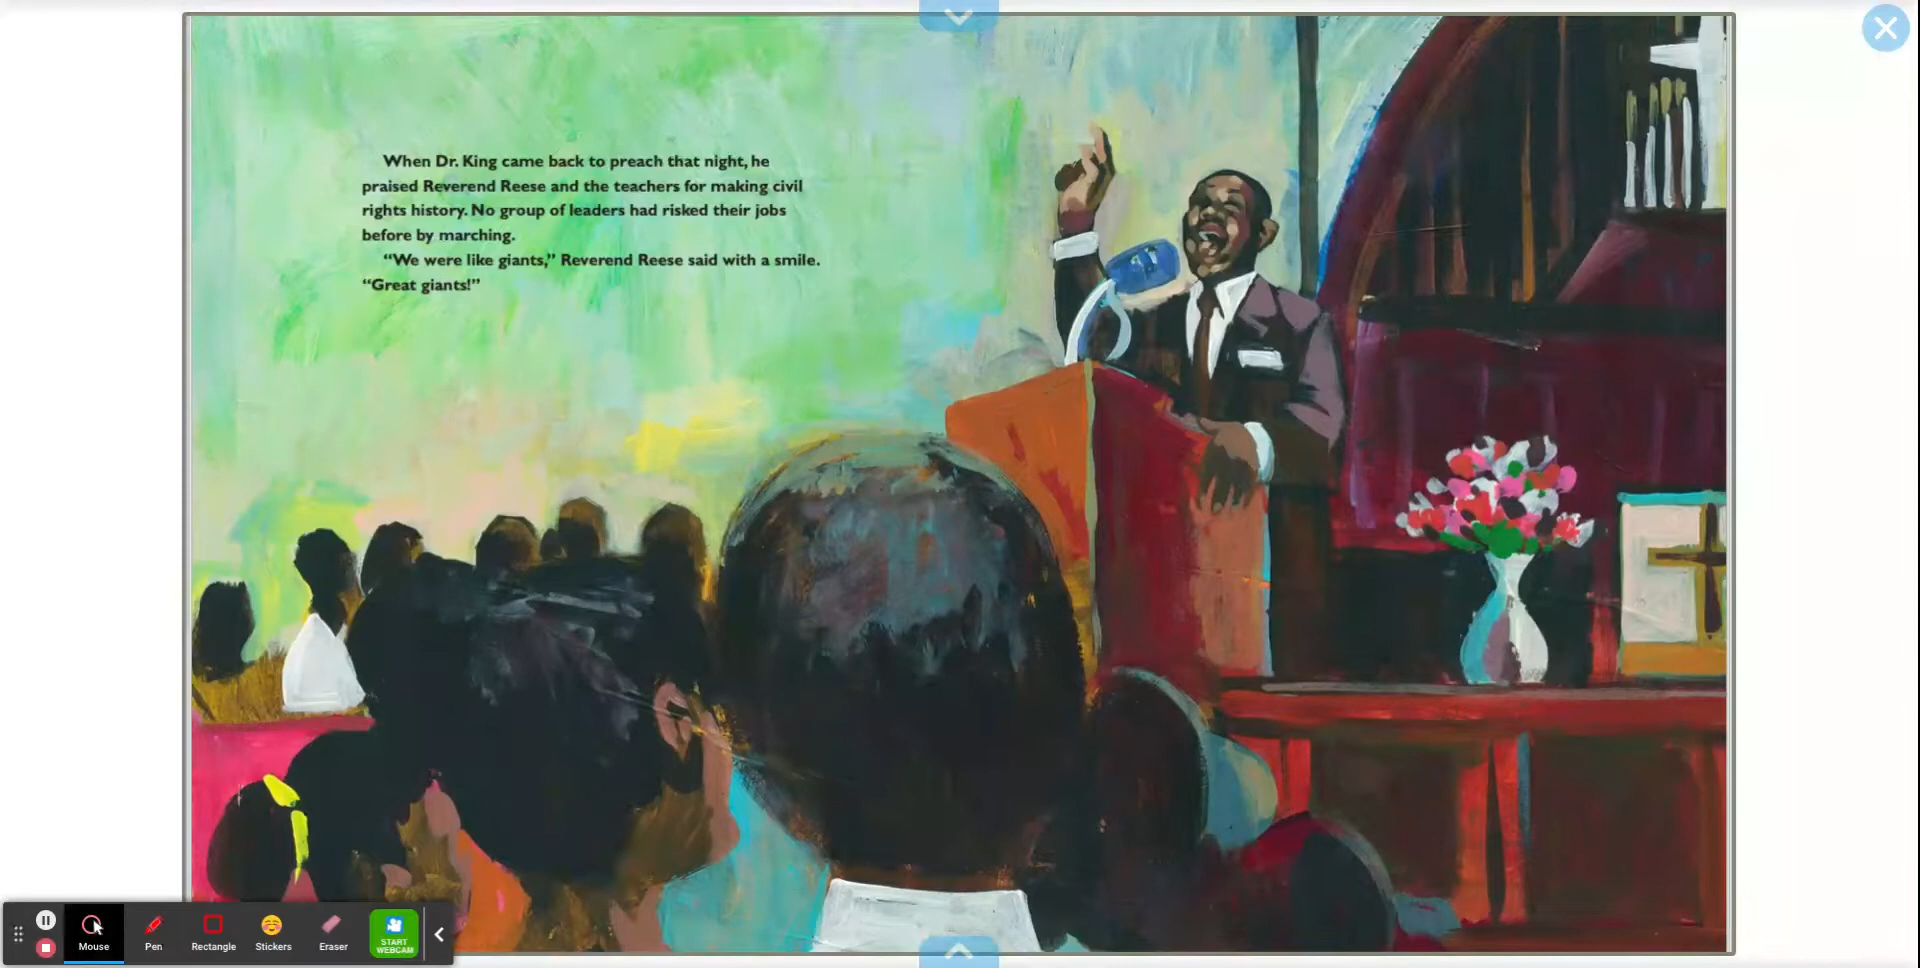 When Dr. King came back to preach that night, he
praised Reverend Reese and the teachers for making civil
rights history. No group of leaders had risked their jobs
before by marching.
“We were like giants,” Reverend Reese said with a smile.
“Great giants!”
Mouse
Pen
Rectangle
Stickers
Eraser
START
WEBCAM